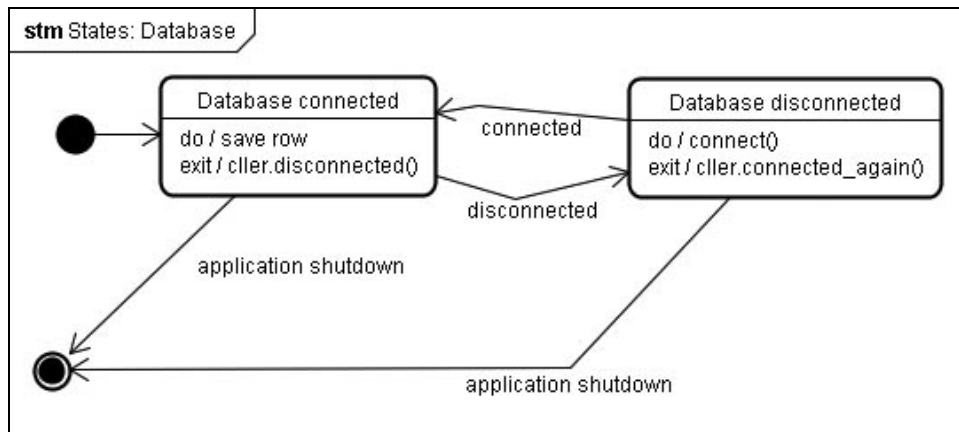 stm States: Database
Database connected
do / save row
exit / cller.disconnected()
Database disconnected
do / connect()
exit / cller.connected_again()
connected
disconnected
application shutdown
application shutdown